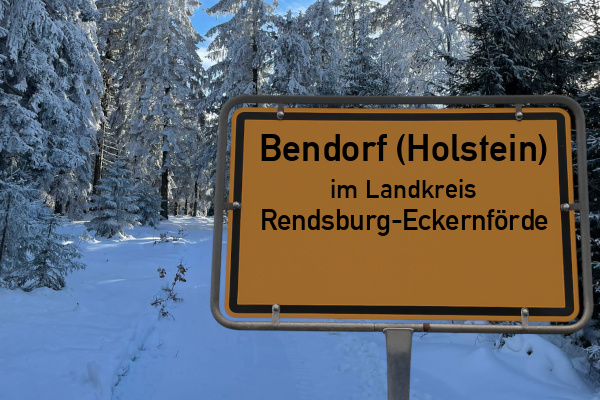 Bendorf (Holstein)
im Landkreis
Rendsburg-Eckernförde